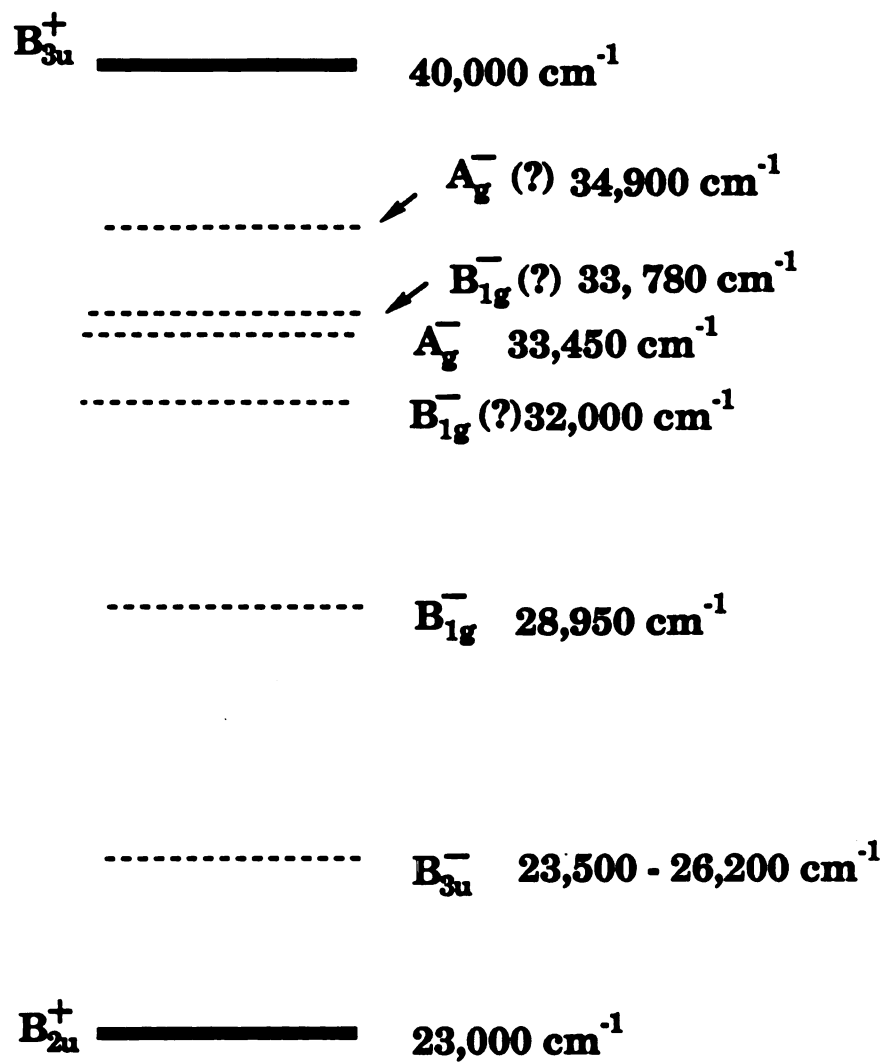 B₃ᵤ⁺ 40,000 cm⁻¹
A_g⁻ (?) 34,900 cm⁻¹
B₁g⁻ (?) 33, 780 cm⁻¹
A_g⁻ 33,450 cm⁻¹
B₁g⁻ (?) 32,000 cm⁻¹
B₁g⁻ 28,950 cm⁻¹
B₃ᵤ⁻ 23,500 - 26,200 cm⁻¹
B₂ᵤ⁺ 23,000 cm⁻¹